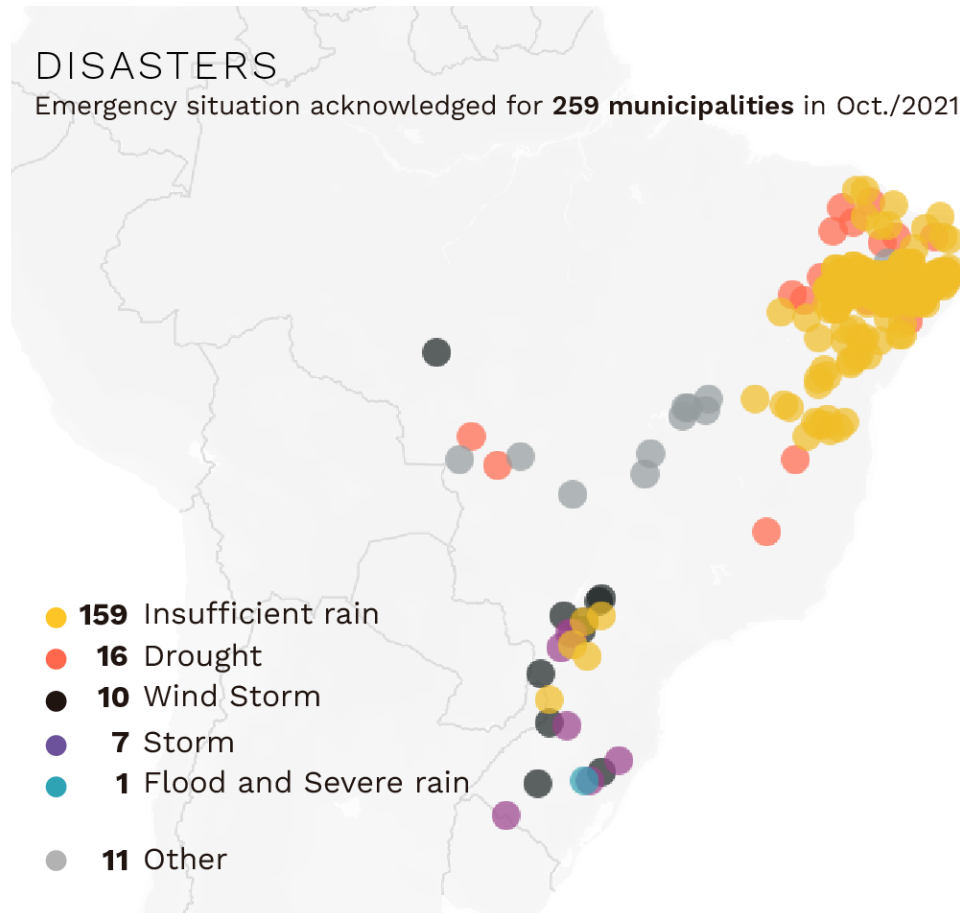 DISASTERS
Emergency situation acknowledged for 259 municipalities in Oct./2021
159 Insufficient rain
16 Drought
10 Wind Storm
7 Storm
1 Flood and Severe rain
11 Other